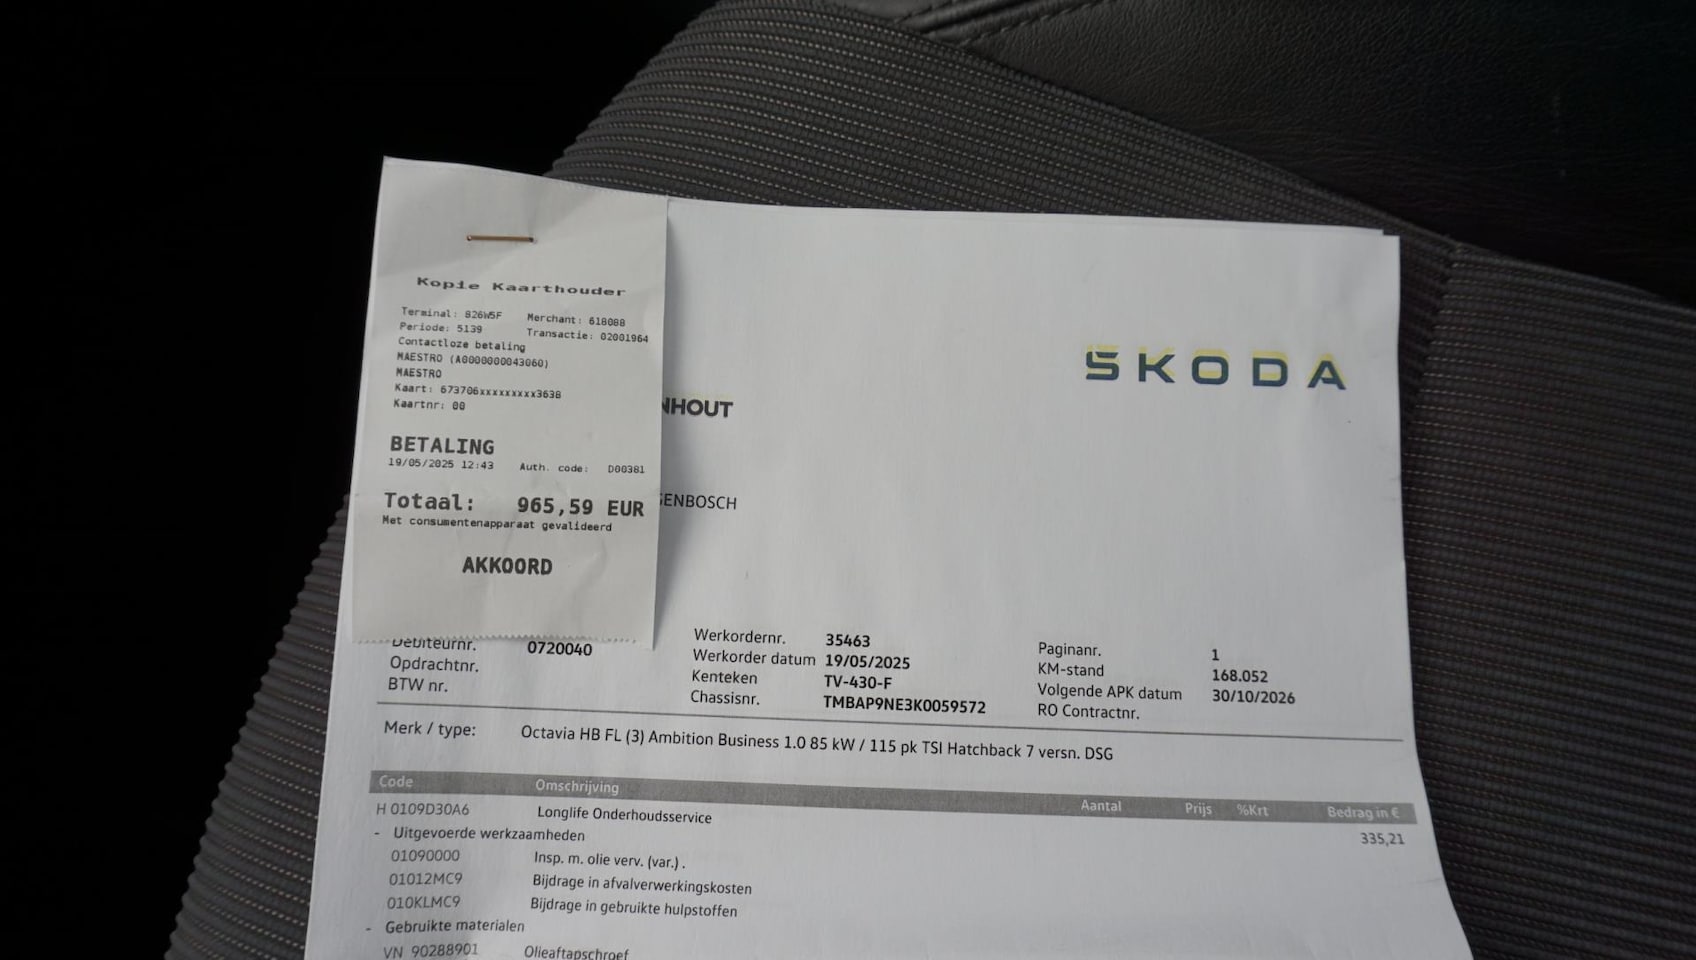 Kopie Kaarthouder
Terminal: 826W5F Merchant: 618088
Periode: 5139 Transactie: 02001964
Contactloze betaling
MAESTRO (A0000000043060)
MAESTRO
Kaart: 673706xxxxxxxxx3638
Kaartnr: 00
BETALING
19/05/2025 12:43 Auth. code: D00381
Totaal: 965,59 EUR
Met consumentenapparaat gevalideerd
AKKOORD
ŠKODA
NHOUT
GENBOSCH
Debiteurnr. 0720040
Opdrachtnr.
BTW nr.
Werkordernr. 35463
Werkorder datum 19/05/2025
Kenteken TV-430-F
Chassisnr. TMBAP9NE3K0059572
Paginanr. 1
KM-stand 168.052
Volgende APK datum 30/10/2026
RO Contractnr.
Merk / type: Octavia HB FL (3) Ambition Business 1.0 85 kW / 115 pk TSI Hatchback 7 versn. DSG
Code Omschrijving Aantal Prijs %Krt Bedrag in €
H 0109D30A6 Longlife Onderhoudsservice 335,21
- Uitgevoerde werkzaamheden
01090000 Insp. m. olie verv. (var.) .
01012MC9 Bijdrage in afvalverwerkingskosten
010KLMC9 Bijdrage in gebruikte hulpstoffen
- Gebruikte materialen
VN 90288901 Olieaftapschroef